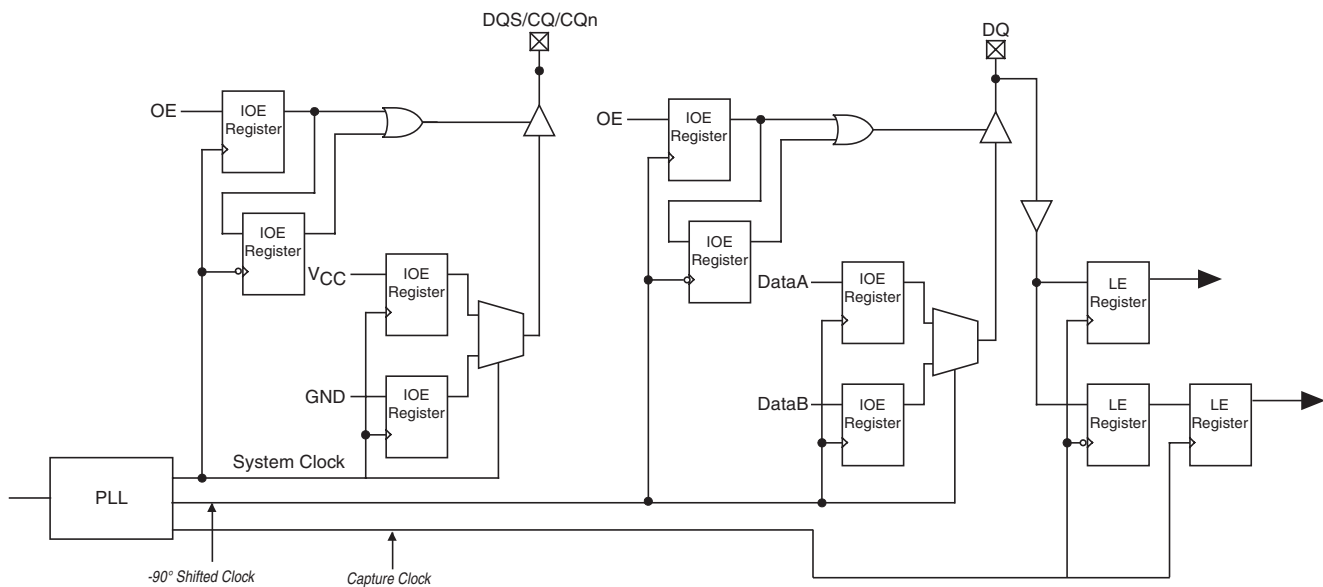 DQS/CQ/CQn
DQ
OE
IOE
Register
OE
IOE
Register
IOE
Register
IOE
Register
VCC
IOE
Register
DataA
IOE
Register
LE
Register
GND
IOE
Register
DataB
IOE
Register
LE
Register
LE
Register
System Clock
PLL
-90° Shifted Clock
Capture Clock